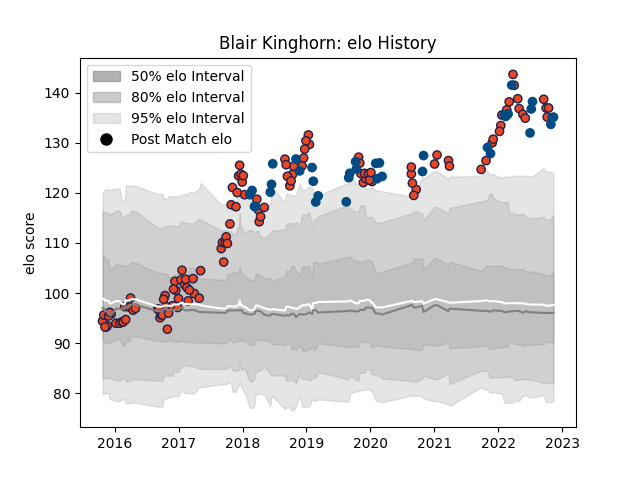 Blair Kinghorn: elo History
50% elo Interval
80% elo Interval
95% elo Interval
Post Match elo
elo score
140
130
120
110
100
90
80
2016 2017 2018 2019 2020 2021 2022 2023